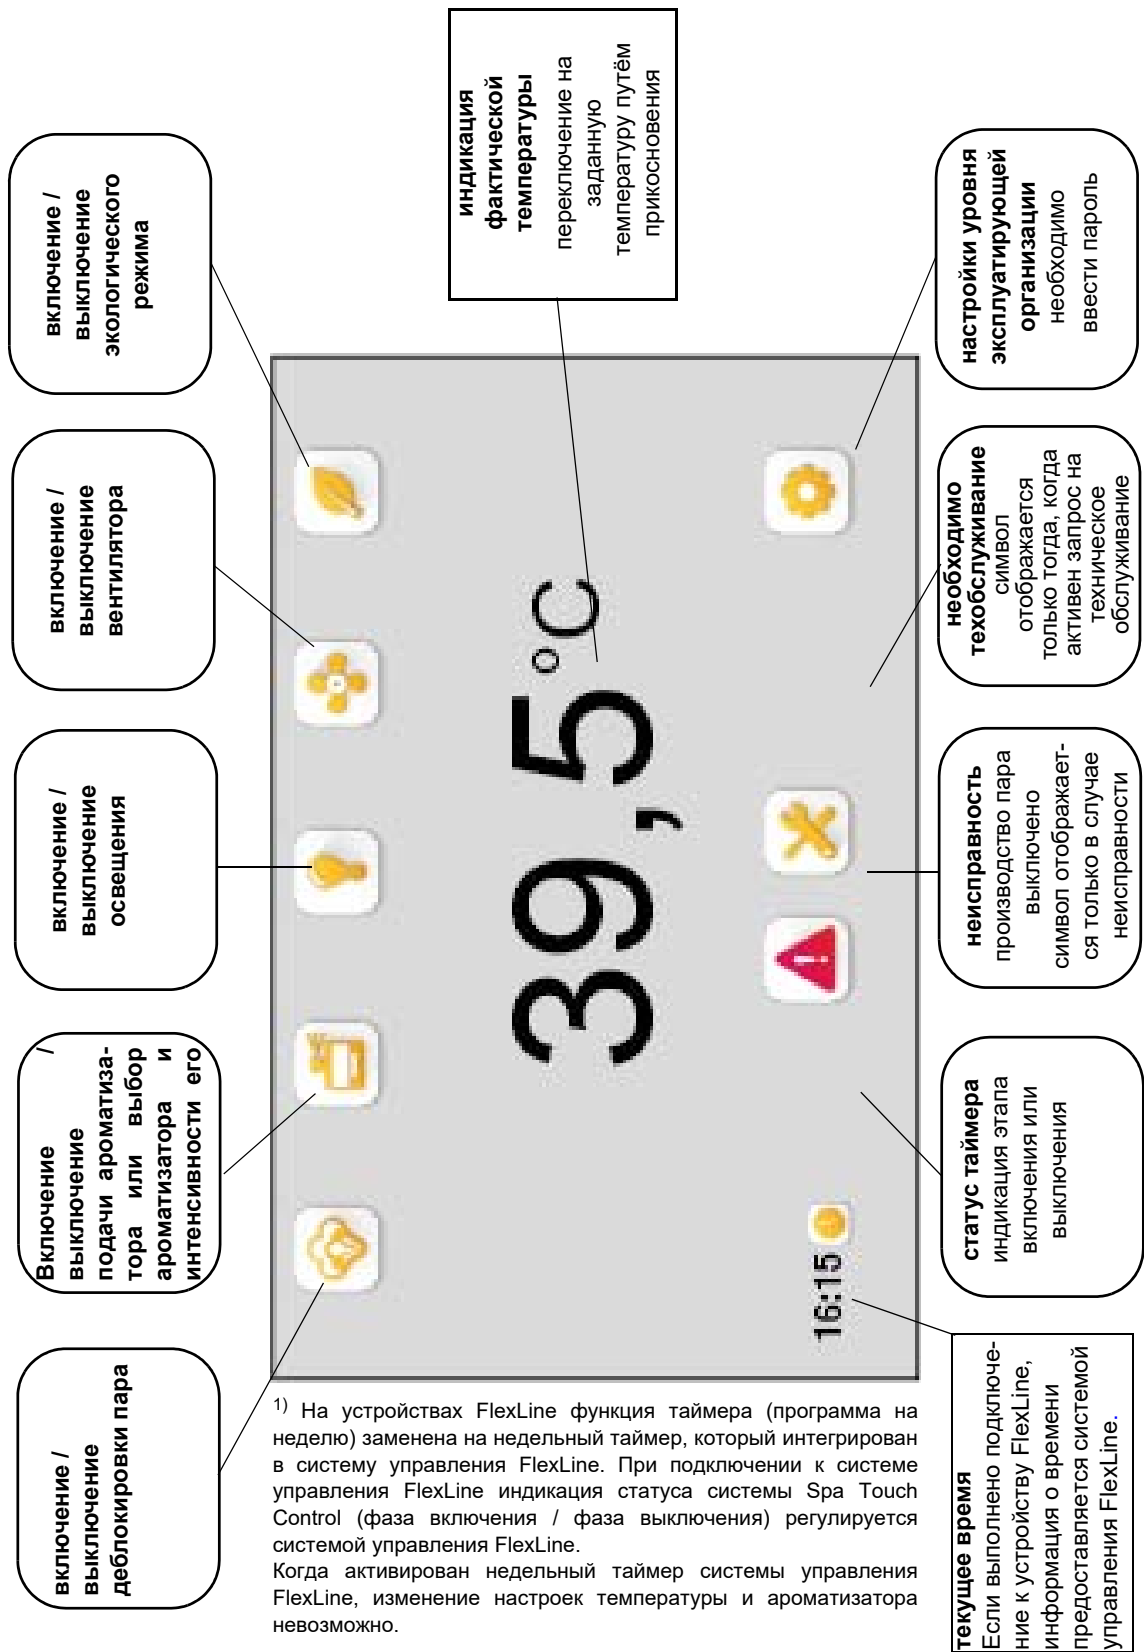 включение /
выключение
деблокировки пара
Включение /
выключение
подачи ароматиза-
тора или выбор
ароматизатора и
интенсивности его
включение /
выключение
освещения
включение /
выключение
вентилятора
включение /
выключение
экологического
режима
индикация
фактической
температуры
переключение на
заданную
температуру путём
прикосновения
39,5°C
16:15
текущее время
Если выполнено подключе-
ние к устройству FlexLine,
информация о времени
предоставляется системой
управления FlexLine.
статус таймера
индикация этапа
включения или
выключения
неисправность
производство пара
выключено
символ отображает-
ся только в случае
неисправности
необходимо
техобслуживание
символ
отображается
только тогда, когда
активен запрос на
техническое
обслуживание
настройки уровня
эксплуатирующей
организации
необходимо
ввести пароль
1) На устройствах FlexLine функция таймера (программа на
неделю) заменена на недельный таймер, который интегрирован
в систему управления FlexLine. При подключении к системе
управления FlexLine индикация статуса системы Spa Touch
Control (фаза включения / фаза выключения) регулируется
системой управления FlexLine.
Когда активирован недельный таймер системы управления
FlexLine, изменение настроек температуры и ароматизатора
невозможно.